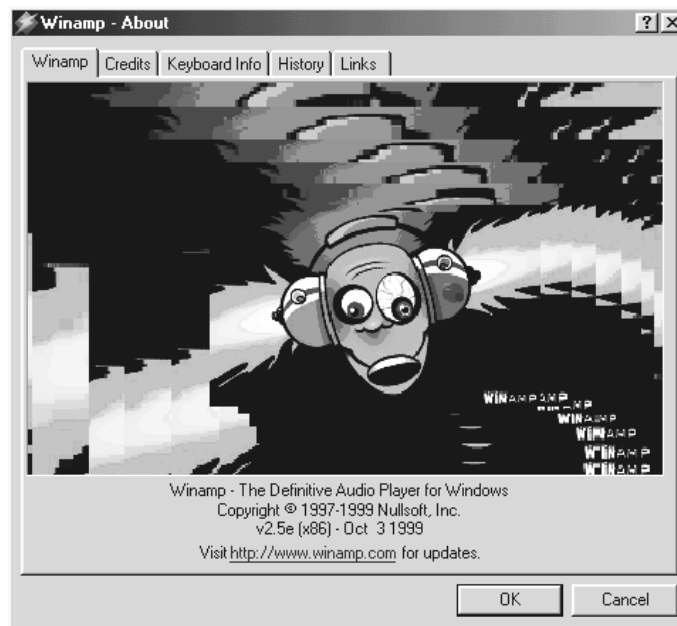 Winamp - About
Winamp Credits Keyboard Info History Links
WINAMPAMP
AMP
WINAMP
WINAMP
WINAMP
WINAMP
Winamp - The Definitive Audio Player for Windows
Copyright © 1997-1999 Nullsoft, Inc.
v2.5e (x86) - Oct 3 1999
Visit http://www.winamp.com for updates.
OK Cancel